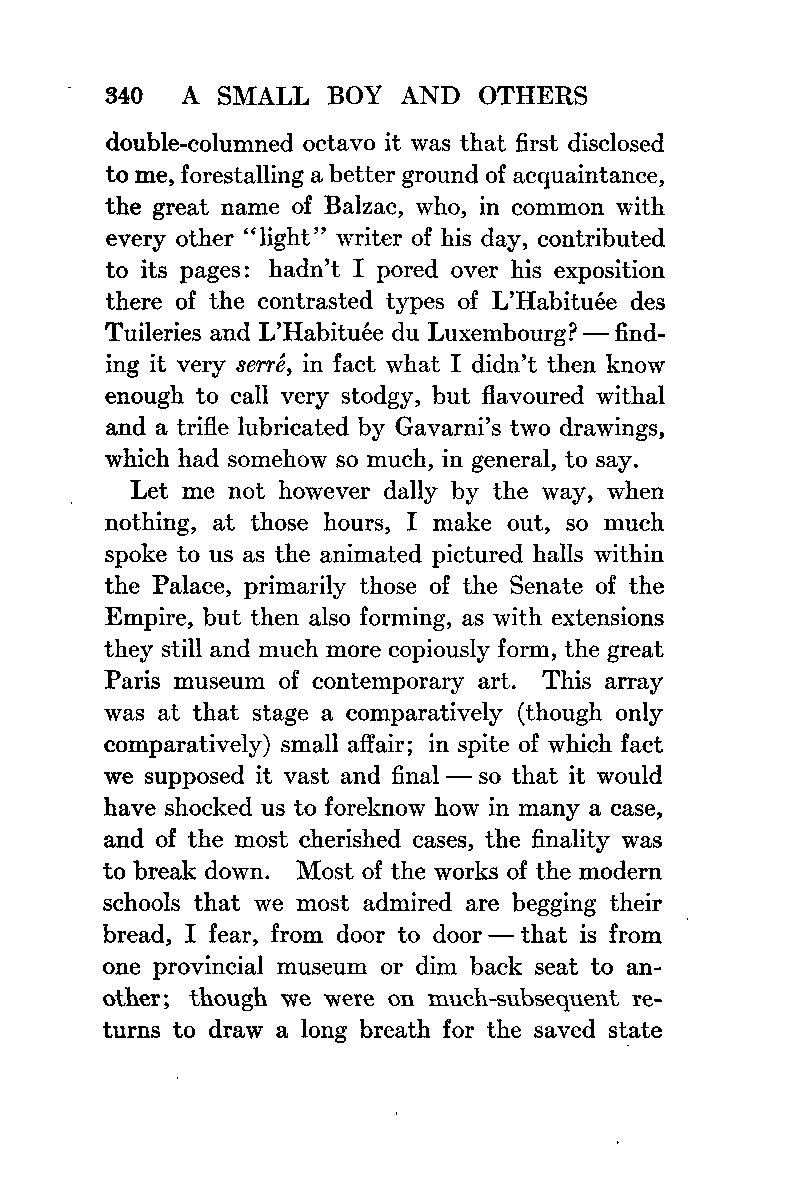 340 A SMALL BOY AND OTHERS
double-columned octavo it was that first disclosed
to me, forestalling a better ground of acquaintance,
the great name of Balzac, who, in common with
every other “light” writer of his day, contributed
to its pages: hadn’t I pored over his exposition
there of the contrasted types of L’Habituée des
Tuileries and L’Habituée du Luxembourg? — find-
ing it very serré, in fact what I didn’t then know
enough to call very stodgy, but flavoured withal
and a trifle lubricated by Gavarni’s two drawings,
which had somehow so much, in general, to say.
Let me not however dally by the way, when
nothing, at those hours, I make out, so much
spoke to us as the animated pictured halls within
the Palace, primarily those of the Senate of the
Empire, but then also forming, as with extensions
they still and much more copiously form, the great
Paris museum of contemporary art. This array
was at that stage a comparatively (though only
comparatively) small affair; in spite of which fact
we supposed it vast and final — so that it would
have shocked us to foreknow how in many a case,
and of the most cherished cases, the finality was
to break down. Most of the works of the modern
schools that we most admired are begging their
bread, I fear, from door to door — that is from
one provincial museum or dim back seat to an-
other; though we were on much-subsequent re-
turns to draw a long breath for the saved state